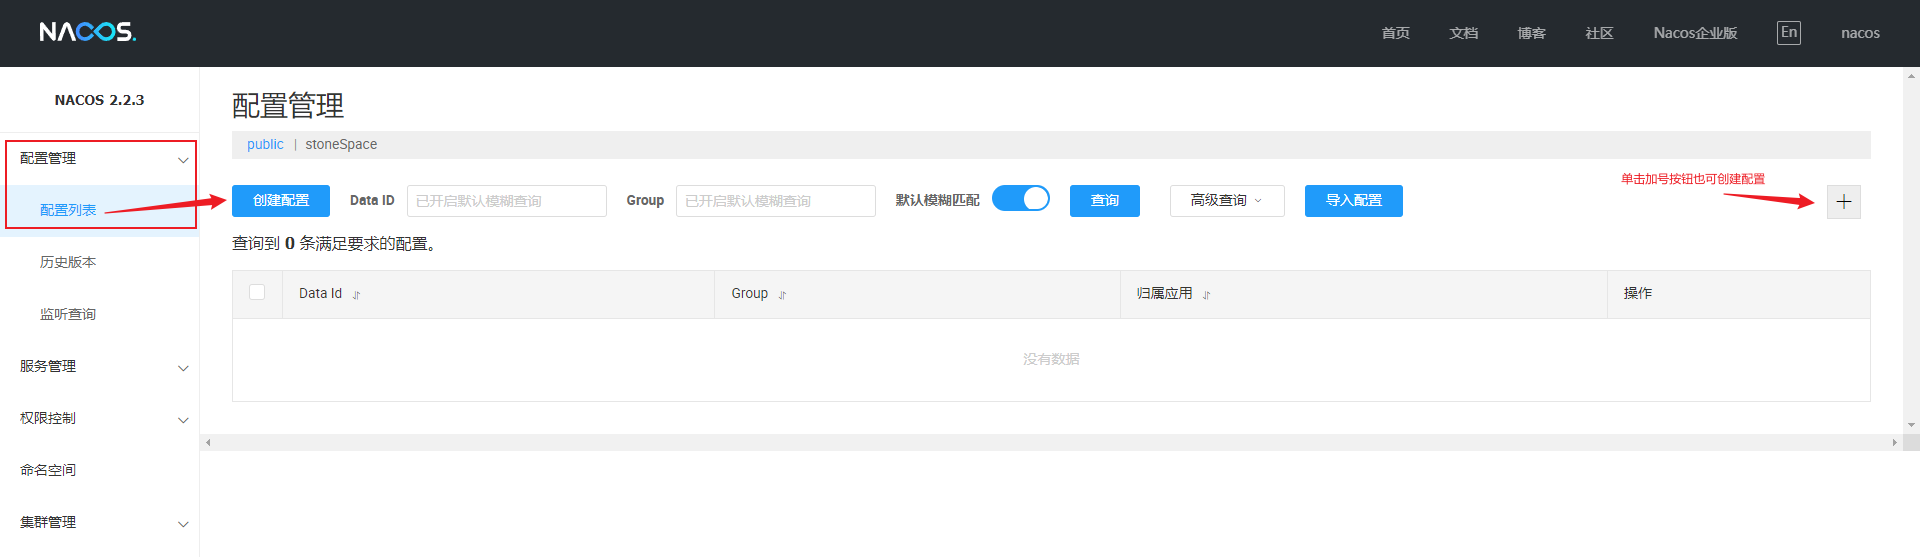 NACOS.
首页 文档 博客 社区 Nacos企业版 En nacos
NACOS 2.2.3
配置管理
配置列表
历史版本
监听查询
服务管理
权限控制
命名空间
集群管理
配置管理
public | stoneSpace
单击加号按钮也可创建配置
创建配置 Data ID 已开启默认模糊查询 Group 已开启默认模糊查询 默认模糊匹配 查询 高级查询 导入配置
查询到 0 条满足要求的配置。
Data Id Group 归属应用 操作
没有数据